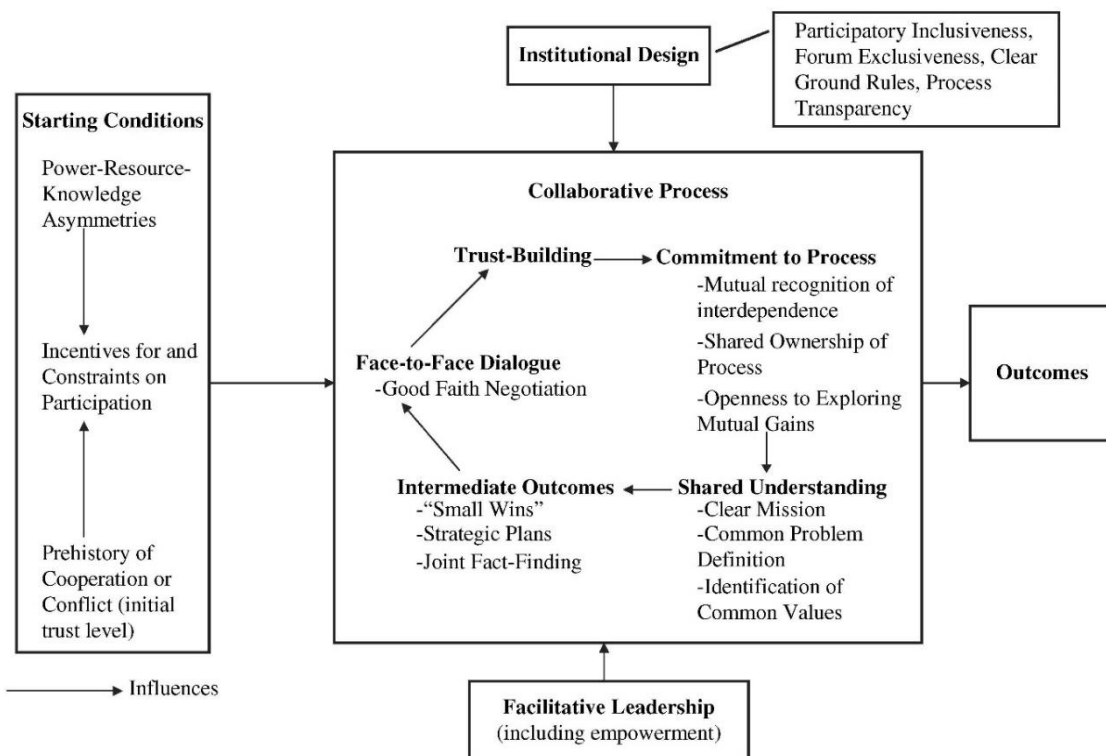 Institutional Design
Participatory Inclusiveness,
Forum Exclusiveness, Clear
Ground Rules, Process
Transparency
Starting Conditions
Power-Resource-
Knowledge
Asymmetries
Incentives for and
Constraints on
Participation
Prehistory of
Cooperation or
Conflict (initial
trust level)
Collaborative Process
Trust-Building
Commitment to Process
-Mutual recognition of
interdependence
-Shared Ownership of
Process
-Openness to Exploring
Mutual Gains
Face-to-Face Dialogue
-Good Faith Negotiation
Intermediate Outcomes
-“Small Wins”
-Strategic Plans
-Joint Fact-Finding
Shared Understanding
-Clear Mission
-Common Problem
Definition
-Identification of
Common Values
Outcomes
Influences
Facilitative Leadership
(including empowerment)